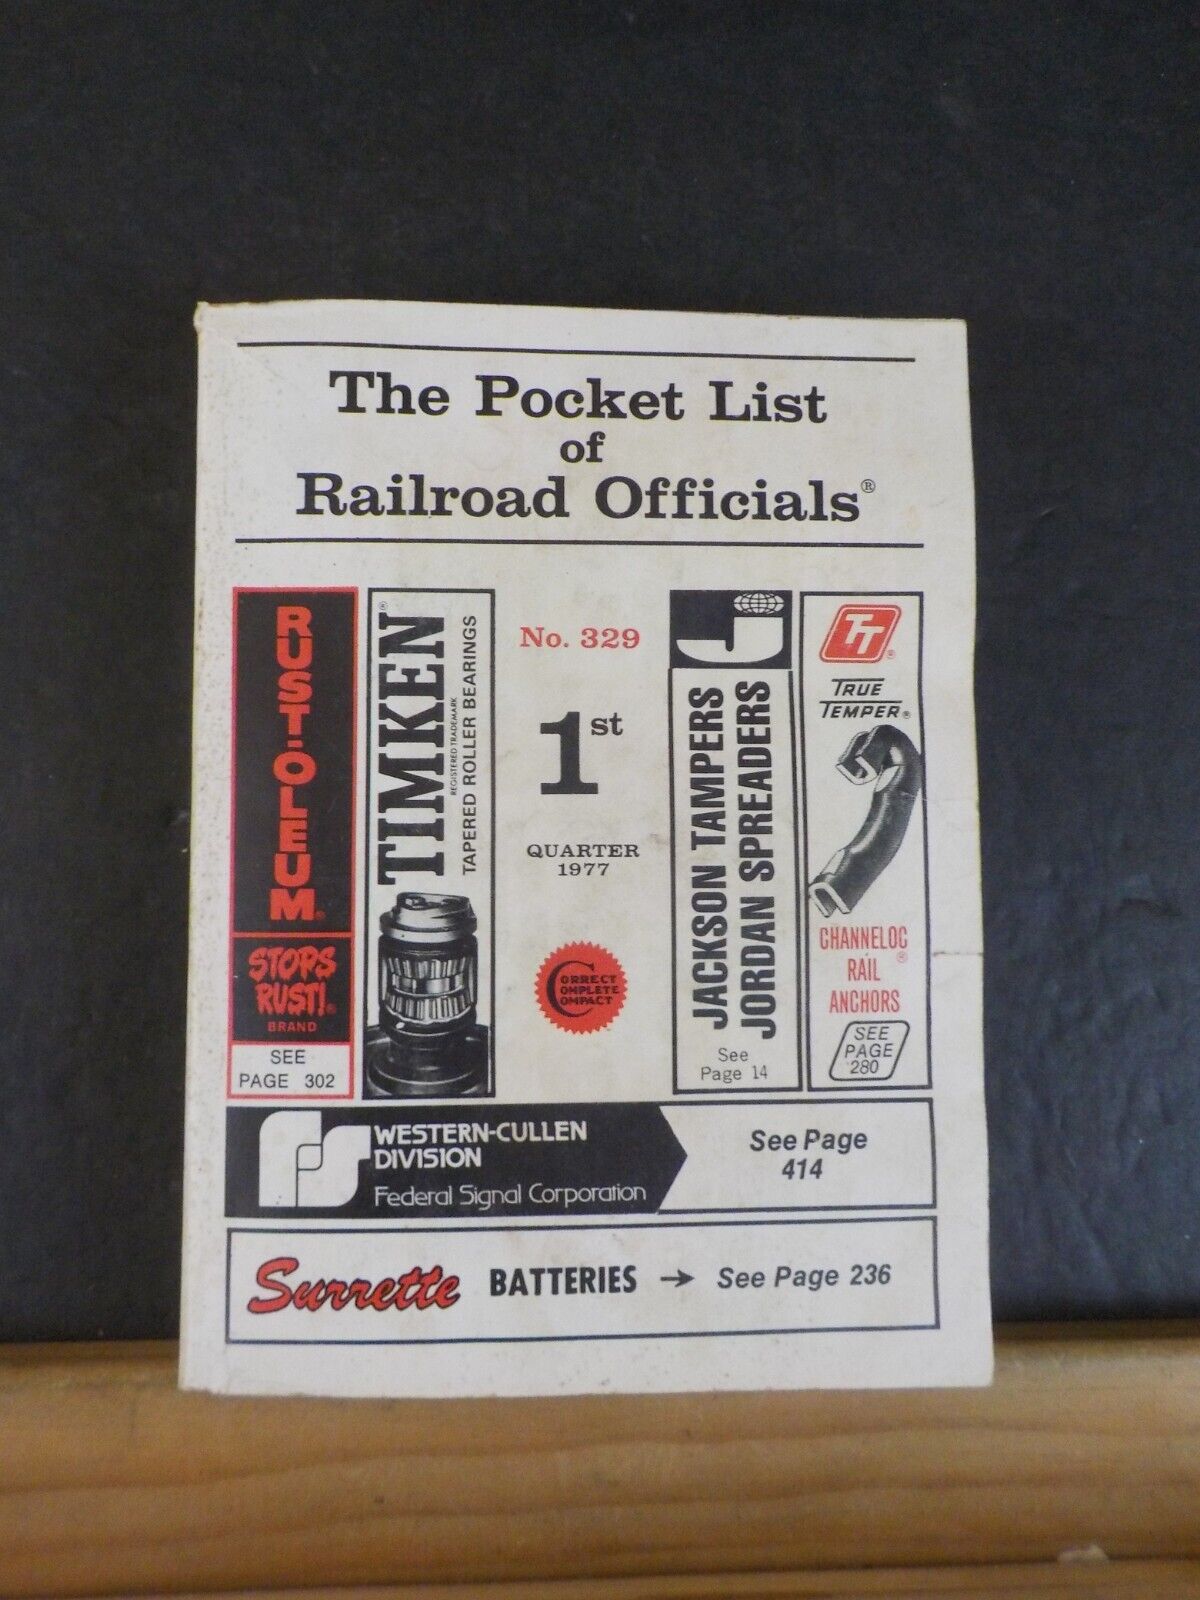 The Pocket List
of
Railroad Officials®
RUST-OLEUM®
STOPS
RUST!®
BRAND
SEE
PAGE 302
TIMKEN®
REGISTERED TRADEMARK
TAPERED ROLLER BEARINGS
No. 329
1st
QUARTER
1977
CORRECT
COMPLETE
COMPACT
J
JACKSON TAMPERS
JORDAN SPREADERS
See
Page 14
TT®
TRUE
TEMPER®
CHANNELOC®
RAIL
ANCHORS
SEE
PAGE
280
FS
WESTERN-CULLEN
DIVISION
Federal Signal Corporation
See Page
414
Surrette BATTERIES → See Page 236